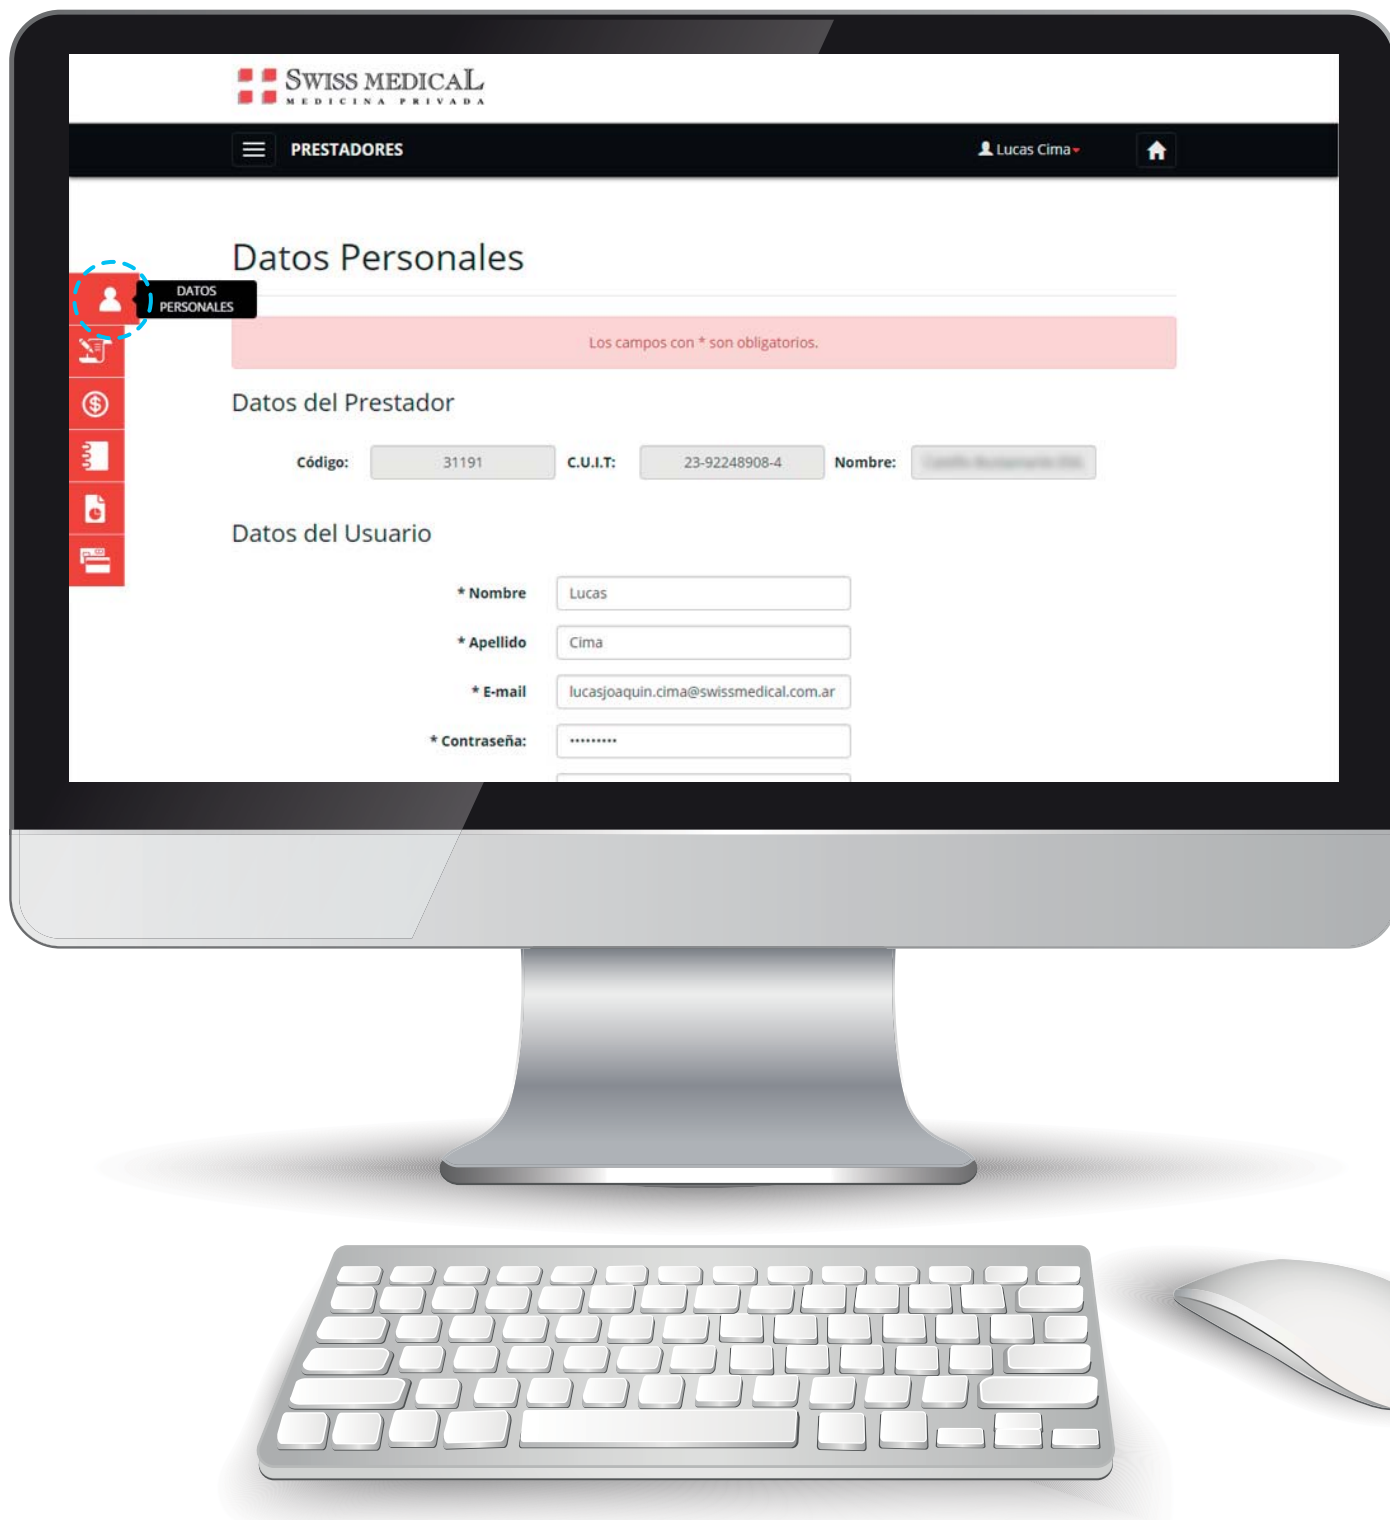 SWISS MEDICAL
MEDICINA PRIVADA
PRESTADORES
Lucas Cima
Datos Personales
DATOS
PERSONALES
Los campos con * son obligatorios.
Datos del Prestador
Código: 31191 C.U.I.T: 23-92248908-4 Nombre:
Datos del Usuario
* Nombre Lucas
* Apellido Cima
* E-mail lucasjoaquin.cima@swissmedical.com.ar
* Contraseña: •••••••••